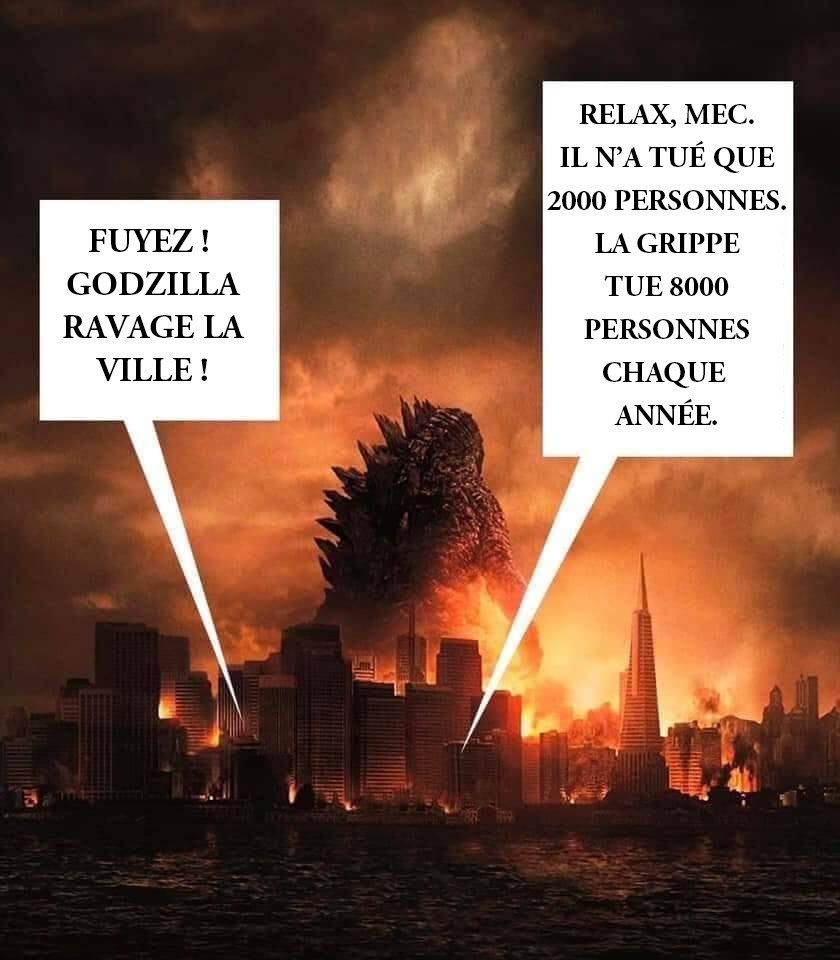 FUYEZ !
GODZILLA
RAVAGE LA
VILLE !
RELAX, MEC.
IL N’A TUÉ QUE
2000 PERSONNES.
LA GRIPPE
TUE 8000
PERSONNES
CHAQUE
ANNÉE.